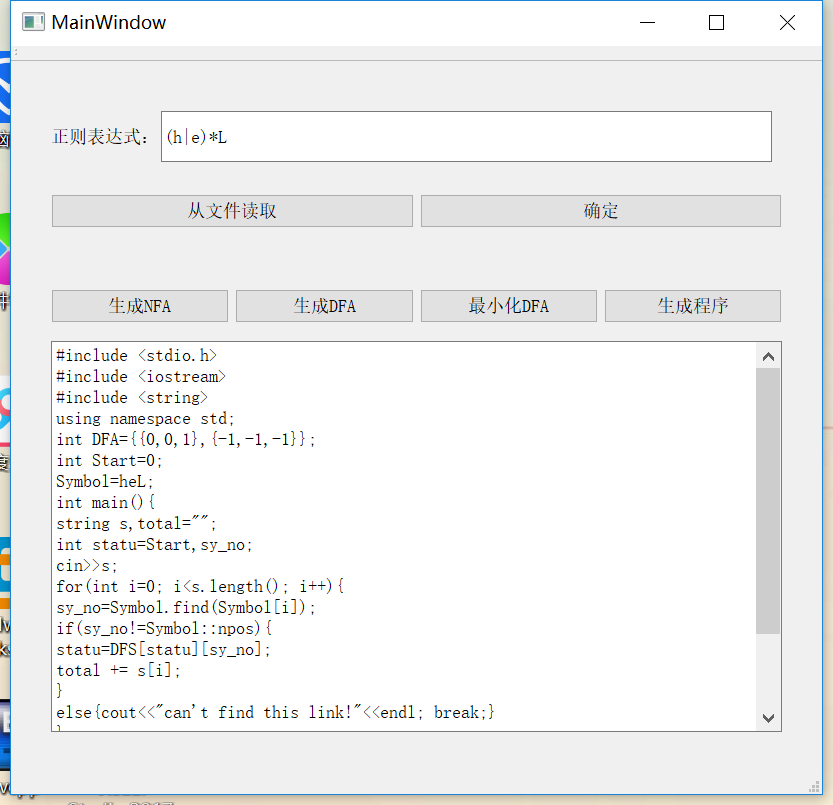 MainWindow
正则表达式：
(h|e)*L
从文件读取
确定
生成NFA
生成DFA
最小化DFA
生成程序
#include <stdio.h>
#include <iostream>
#include <string>
using namespace std;
int DFA={{0,0,1},{-1,-1,-1}};
int Start=0;
Symbol=heL;
int main(){
string s,total="";
int statu=Start,sy_no;
cin>>s;
for(int i=0; i<s.length(); i++){
sy_no=Symbol.find(Symbol[i]);
if(sy_no!=Symbol::npos){
statu=DFS[statu][sy_no];
total += s[i];
}
else{cout<<"can't find this link!"<<endl; break;}